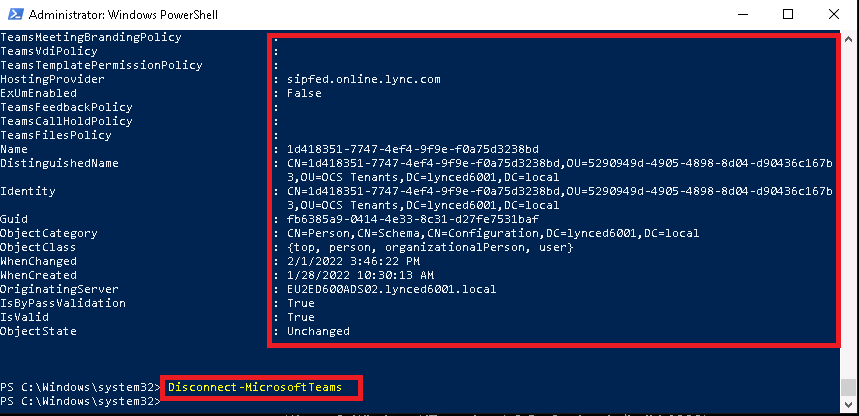 Administrator: Windows PowerShell
TeamsMeetingBrandingPolicy :
TeamsVdiPolicy :
TeamsTemplatePermissionPolicy :
HostingProvider : sipfed.online.lync.com
ExUmEnabled : False
TeamsFeedbackPolicy :
TeamsCallHoldPolicy :
TeamsFilesPolicy :
Name : 1d418351-7747-4ef4-9f9e-f0a75d3238bd
DistinguishedName : CN=1d418351-7747-4ef4-9f9e-f0a75d3238bd,OU=5290949d-4905-4898-8d04-d90436c167b
3,OU=OCS Tenants,DC=lynced6001,DC=local
Identity : CN=1d418351-7747-4ef4-9f9e-f0a75d3238bd,OU=5290949d-4905-4898-8d04-d90436c167b
3,OU=OCS Tenants,DC=lynced6001,DC=local
Guid : fb6385a9-0414-4e33-8c31-d27fe7531baf
ObjectCategory : CN=Person,CN=Schema,CN=Configuration,DC=lynced6001,DC=local
ObjectClass : {top, person, organizationalPerson, user}
WhenChanged : 2/1/2022 3:46:22 PM
WhenCreated : 1/28/2022 10:30:13 AM
OriginatingServer : EU2ED600ADS02.lynced6001.local
IsByPassValidation : True
IsValid : True
ObjectState : Unchanged
PS C:\Windows\system32> Disconnect-MicrosoftTeams
PS C:\Windows\system32>